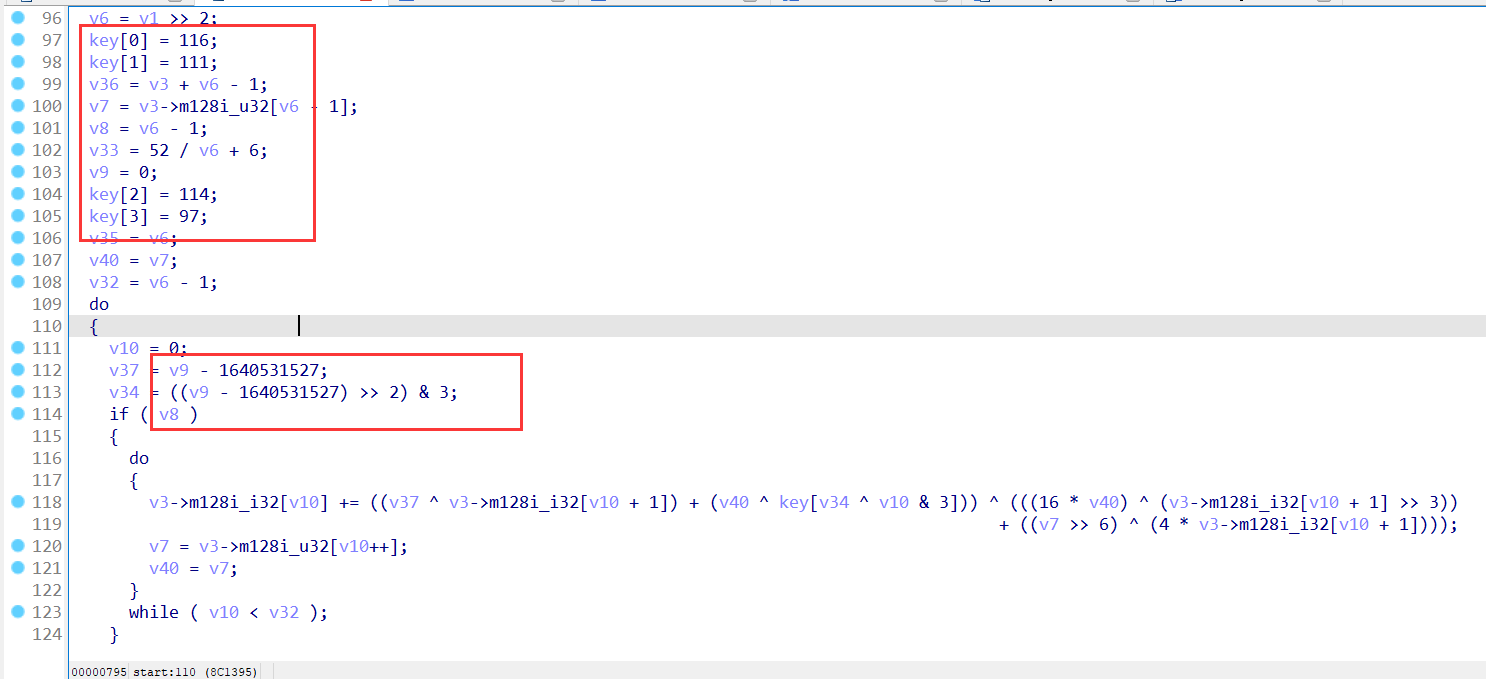 96 v6 = v1 >> 2;
97 key[0] = 116;
98 key[1] = 111;
99 v36 = v3 + v6 - 1;
100 v7 = v3->m128i_u32[v6 - 1];
101 v8 = v6 - 1;
102 v33 = 52 / v6 + 6;
103 v9 = 0;
104 key[2] = 114;
105 key[3] = 97;
106 v35 = v6;
107 v40 = v7;
108 v32 = v6 - 1;
109 do
110 {
111 v10 = 0;
112 v37 = v9 - 1640531527;
113 v34 = ((v9 - 1640531527) >> 2) & 3;
114 if ( v8 )
115 {
116 do
117 {
118 v3->m128i_i32[v10] += ((v37 ^ v3->m128i_i32[v10 + 1]) + (v40 ^ key[v34 ^ v10 & 3])) ^ (((16 * v40) ^ (v3->m128i_i32[v10 + 1] >> 3))
119 + ((v7 >> 6) ^ (4 * v3->m128i_i32[v10 + 1])));
120 v7 = v3->m128i_u32[v10++];
121 v40 = v7;
122 }
123 while ( v10 < v32 );
124 }
00000795 start:110 (8C1395)